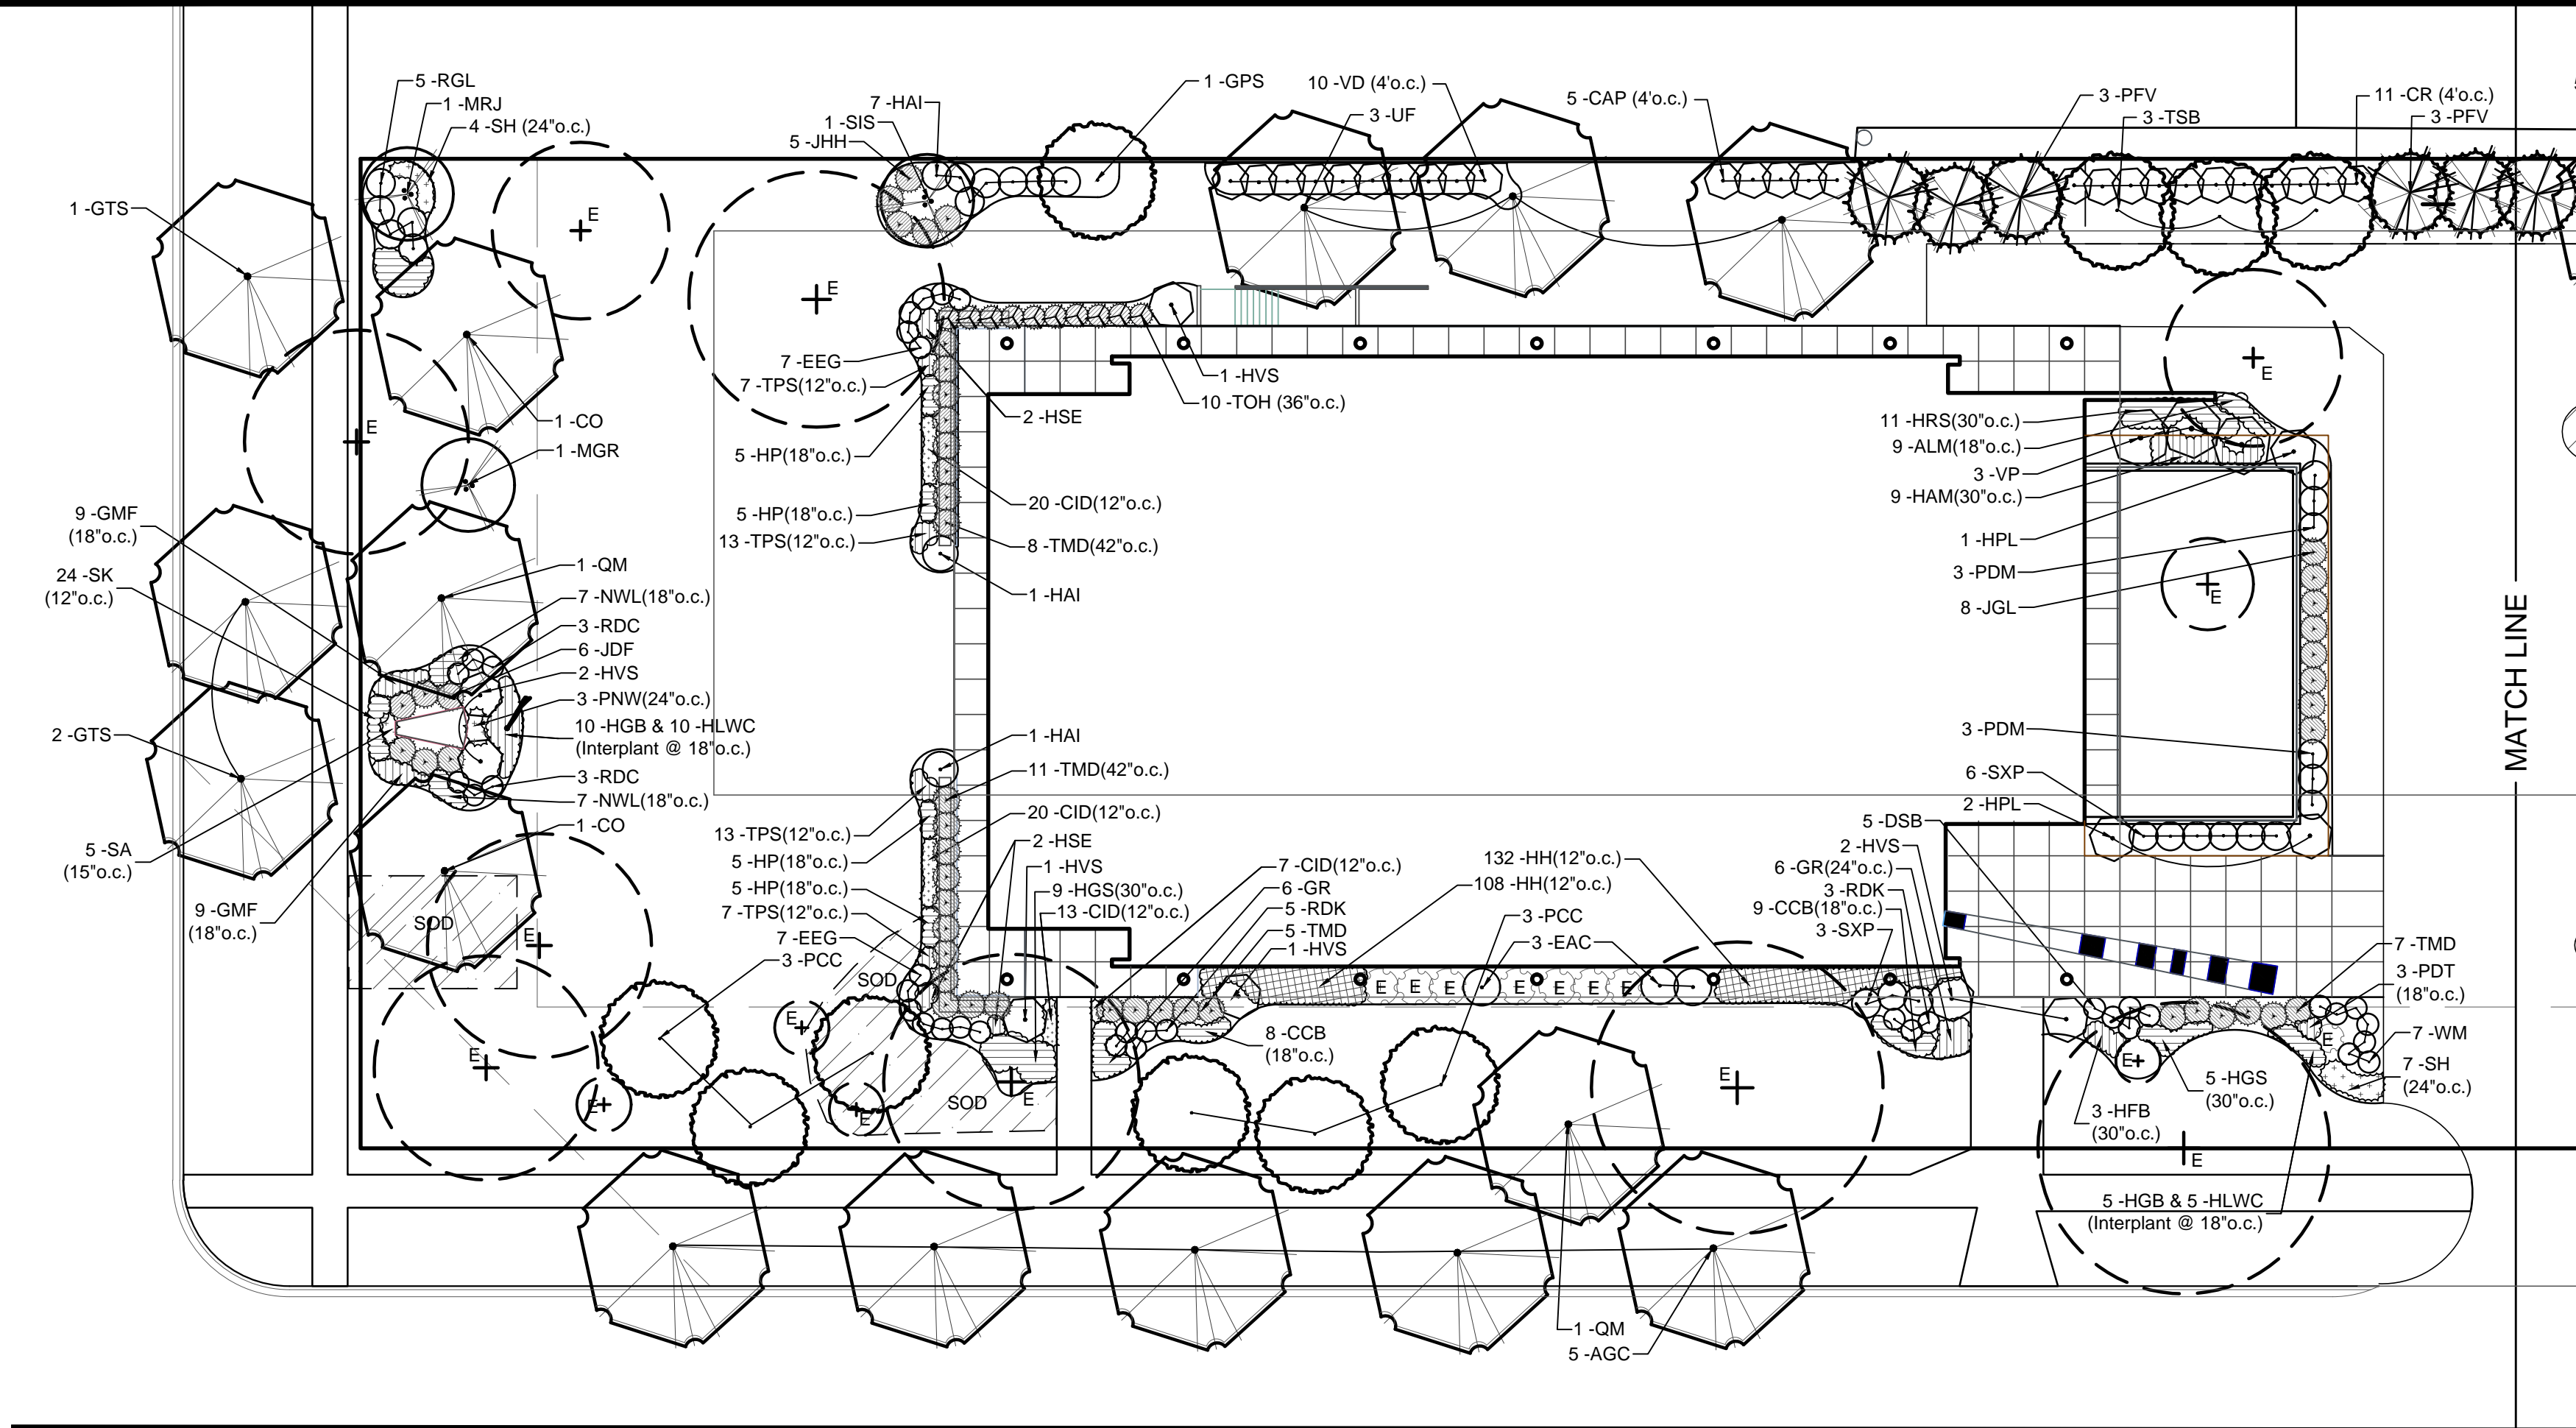 5 -RGL
1 -MRJ
4 -SH (24"o.c.)
7 -HAI
1 -SIS
5 -JHH
1 -GPS
10 -VD (4'o.c.)
3 -UF
5 -CAP (4'o.c.)
3 -PFV
3 -TSB
11 -CR (4'o.c.)
3 -PFV
1 -GTS
E
E
E
E
7 -EEG
7 -TPS(12"o.c.)
2 -HSE
1 -HVS
10 -TOH (36"o.c.)
1 -CO
1 -MGR
5 -HP(18"o.c.)
20 -CID(12"o.c.)
5 -HP(18"o.c.)
13 -TPS(12"o.c.)
8 -TMD(42"o.c.)
1 -HAI
11 -HRS(30"o.c.)
9 -ALM(18"o.c.)
3 -VP
9 -HAM(30"o.c.)
1 -HPL
3 -PDM
8 -JGL
E
9 -GMF
(18"o.c.)
24 -SK
(12"o.c.)
1 -QM
7 -NWL(18"o.c.)
3 -RDC
6 -JDF
2 -HVS
3 -PNW(24"o.c.)
10 -HGB & 10 -HLWC
(Interplant @ 18"o.c.)
3 -RDC
7 -NWL(18"o.c.)
1 -CO
2 -GTS
5 -SA
(15"o.c.)
9 -GMF
(18"o.c.)
MATCH LINE
1 -HAI
11 -TMD(42"o.c.)
20 -CID(12"o.c.)
13 -TPS(12"o.c.)
2 -HSE
5 -HP(18"o.c.)
1 -HVS
5 -HP(18"o.c.)
9 -HGS(30"o.c.)
7 -TPS(12"o.c.)
13 -CID(12"o.c.)
7 -EEG
3 -PCC
7 -CID(12"o.c.)
6 -GR
5 -RDK
5 -TMD
1 -HVS
132 -HH(12"o.c.)
108 -HH(12"o.c.)
3 -PCC
3 -EAC
3 -PDM
6 -SXP
2 -HPL
5 -DSB
2 -HVS
6 -GR(24"o.c.)
3 -RDK
9 -CCB(18"o.c.)
3 -SXP
SOD
E
SOD
E E E E E E E E
E
E
E
E
SOD
E
E
8 -CCB
(18"o.c.)
7 -TMD
3 -PDT
(18"o.c.)
7 -WM
7 -SH
(24"o.c.)
E
E
5 -HGS
(30"o.c.)
3 -HFB
(30"o.c.)
E
5 -HGB & 5 -HLWC
(Interplant @ 18"o.c.)
1 -QM
5 -AGC